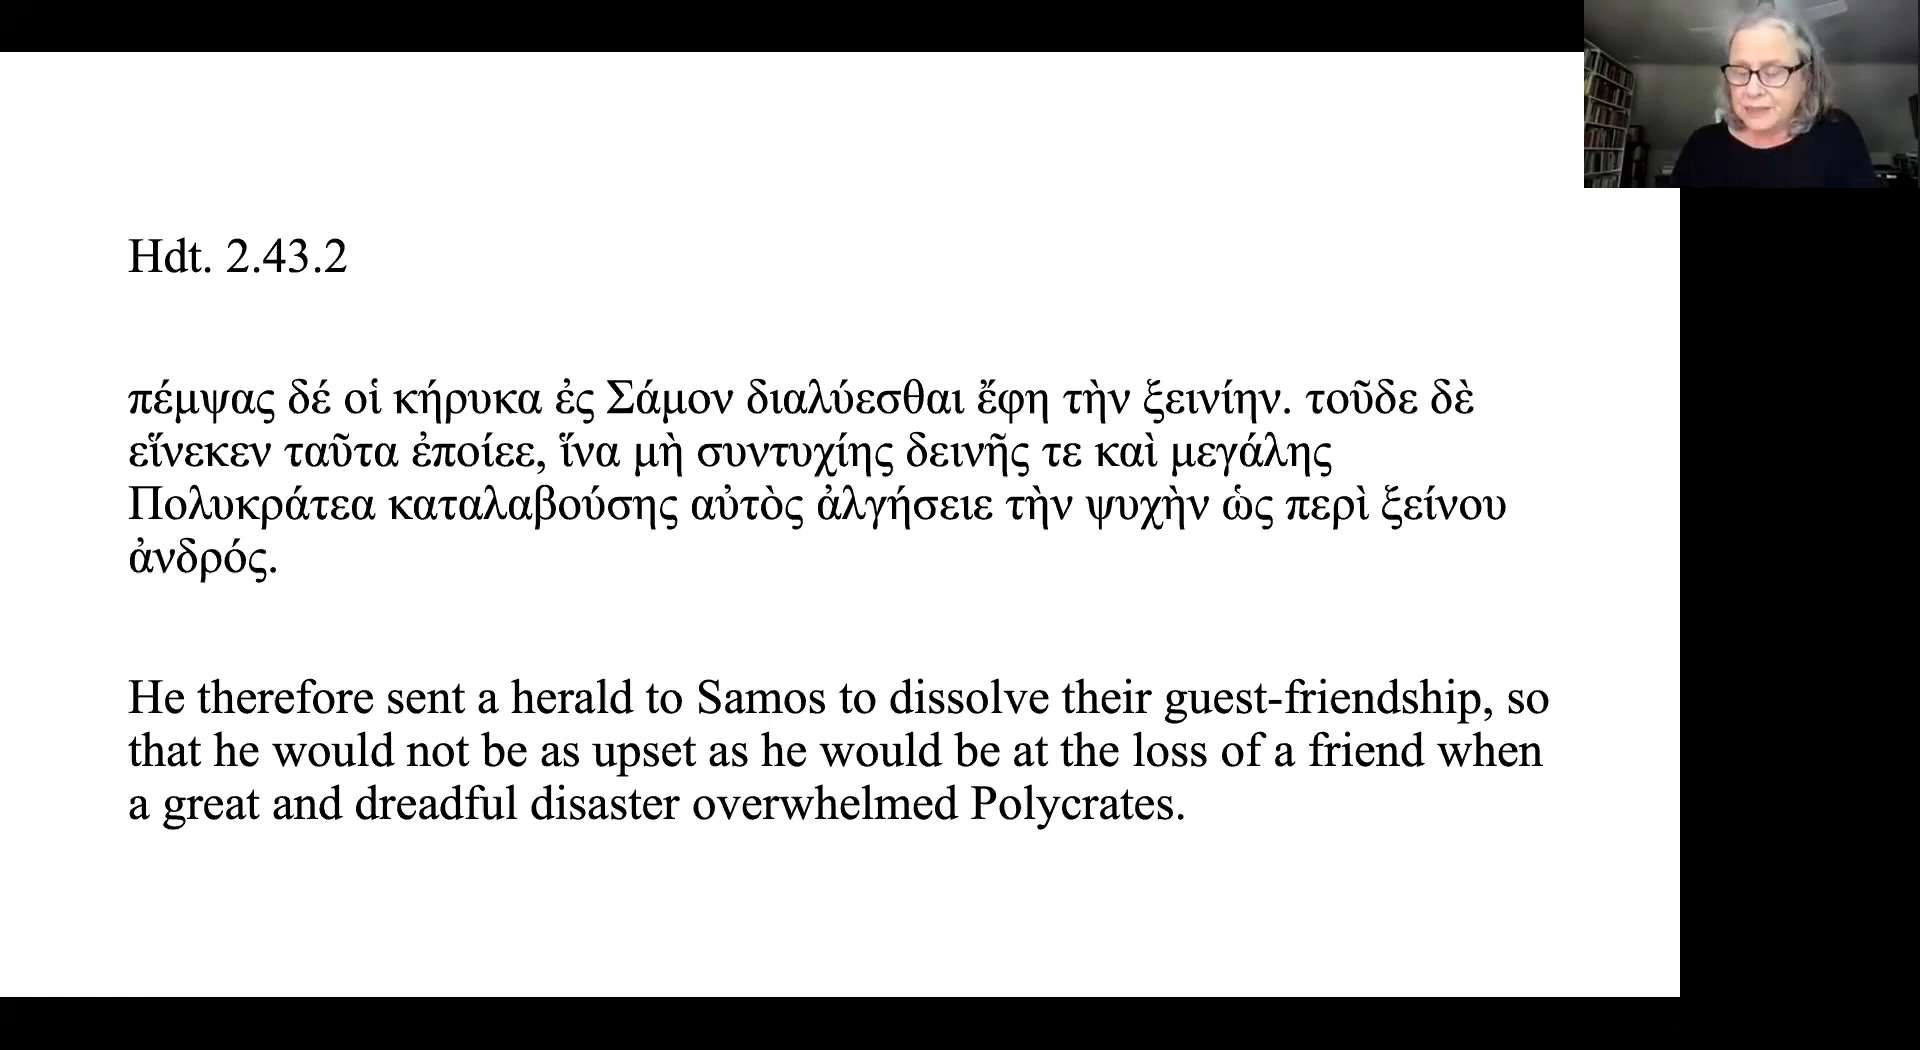 Hdt. 2.43.2
πέμψας δέ οἱ κήρυκα ἐς Σάμον διαλύεσθαι ἔφη τὴν ξεινίην. τοῦδε δὲ
εἵνεκεν ταῦτα ἐποίεε, ἵνα μὴ συντυχίης δεινῆς τε καὶ μεγάλης
Πολυκράτεα καταλαβούσης αὐτὸς ἀλγήσειε τὴν ψυχὴν ὡς περὶ ξείνου
ἀνδρός.
He therefore sent a herald to Samos to dissolve their guest-friendship, so
that he would not be as upset as he would be at the loss of a friend when
a great and dreadful disaster overwhelmed Polycrates.